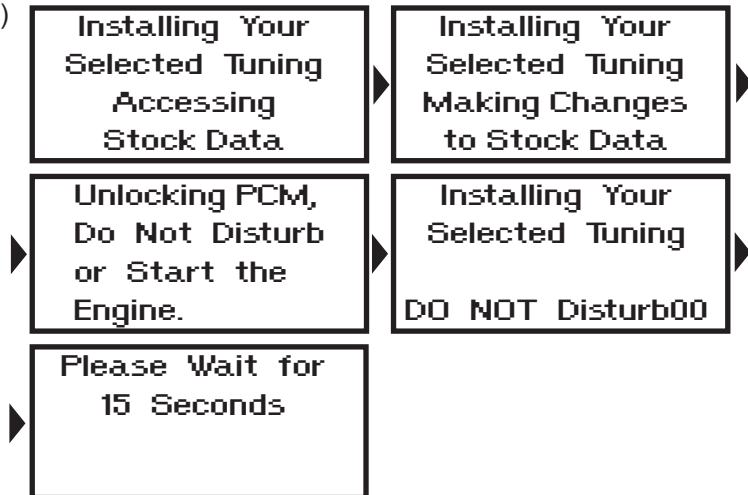 )
Installing Your
Selected Tuning
Accessing
Stock Data
Installing Your
Selected Tuning
Making Changes
to Stock Data
Unlocking PCM,
Do Not Disturb
or Start the
Engine.
Installing Your
Selected Tuning
DO NOT Disturb00
Please Wait for
15 Seconds